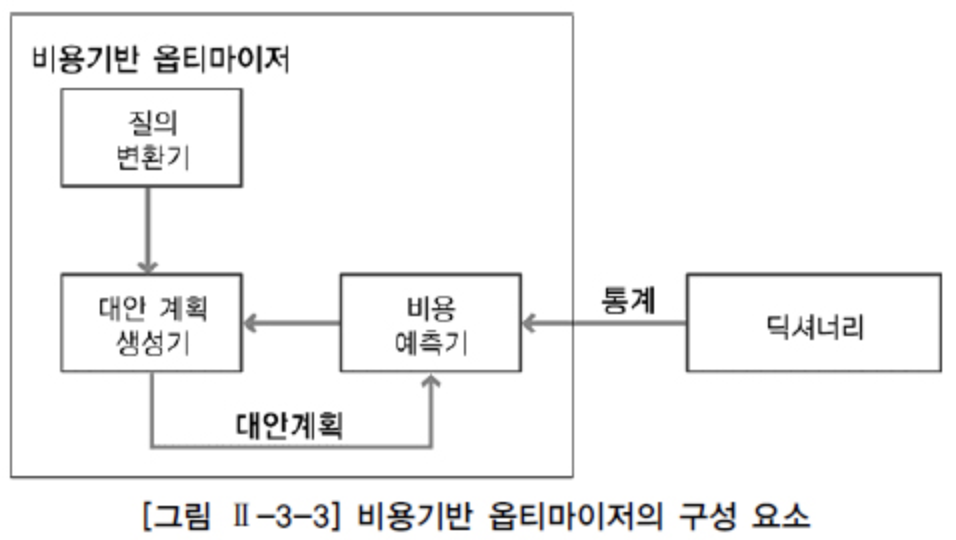 비용기반 옵티마이저
질의
변환기
대안 계획
생성기
비용
예측기
통계
딕셔너리
대안계획
[그림 Ⅱ-3-3] 비용기반 옵티마이저의 구성 요소